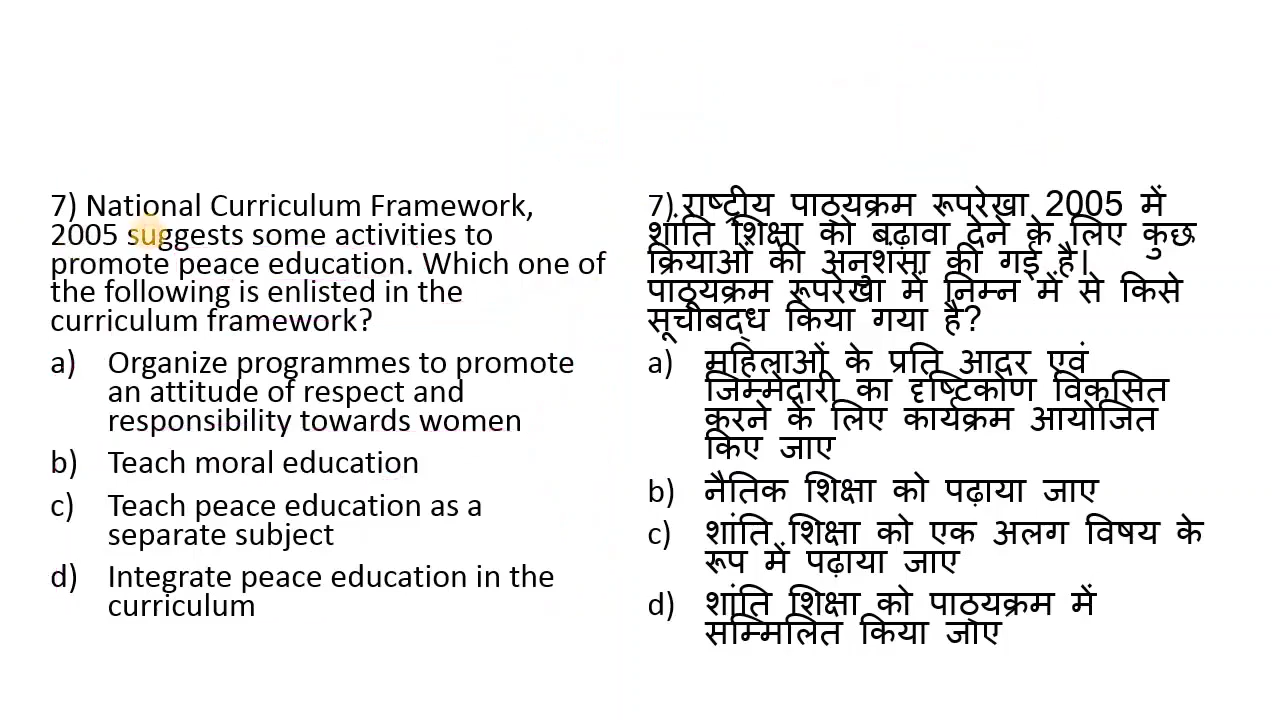 7) National Curriculum Framework,
2005 suggests some activities to
promote peace education. Which one of
the following is enlisted in the
curriculum framework?
a) Organize programmes to promote
an attitude of respect and
responsibility towards women
b) Teach moral education
c) Teach peace education as a
separate subject
d) Integrate peace education in the
curriculum
7) राष्ट्रीय पाठ्यक्रम रूपरेखा 2005 में
शांति शिक्षा को बढ़ावा देने के लिए कुछ
क्रियाओं की अनुशंसा की गई है।
पाठ्यक्रम रूपरेखा में निम्न में से किसे
सूचीबद्ध किया गया है?
a) महिलाओं के प्रति आदर एवं
जिम्मेदारी का दृष्टिकोण विकसित
करने के लिए कार्यक्रम आयोजित
किए जाए
b) नैतिक शिक्षा को पढ़ाया जाए
c) शांति शिक्षा को एक अलग विषय के
रूप में पढ़ाया जाए
d) शांति शिक्षा को पाठ्यक्रम में
सम्मिलित किया जाए